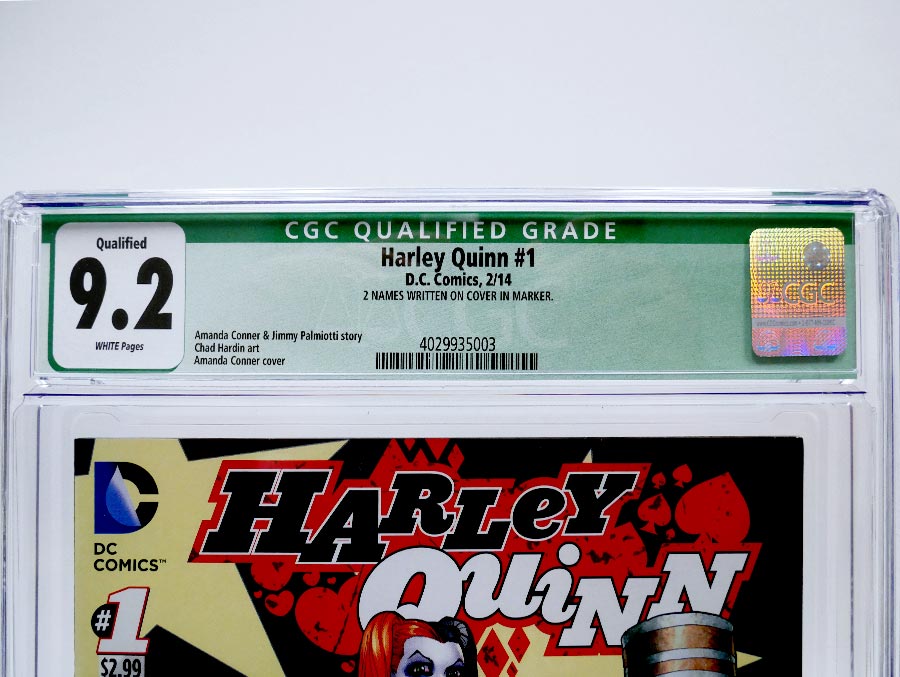 CGC QUALIFIED GRADE
Qualified
9.2
WHITE Pages
Harley Quinn #1
D.C. Comics, 2/14
2 NAMES WRITTEN ON COVER IN MARKER.
Amanda Conner & Jimmy Palmiotti story
Chad Hardin art
Amanda Conner cover
4029935003
CGC
DC
COMICS™
#1
$2.99
HARLEY
QUINN